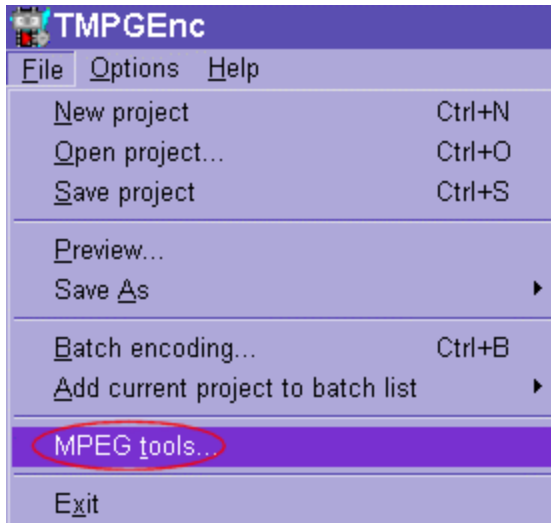 TMPGEnc
File Options Help
New project Ctrl+N
Open project... Ctrl+O
Save project Ctrl+S
Preview...
Save As
Batch encoding... Ctrl+B
Add current project to batch list
MPEG tools...
Exit